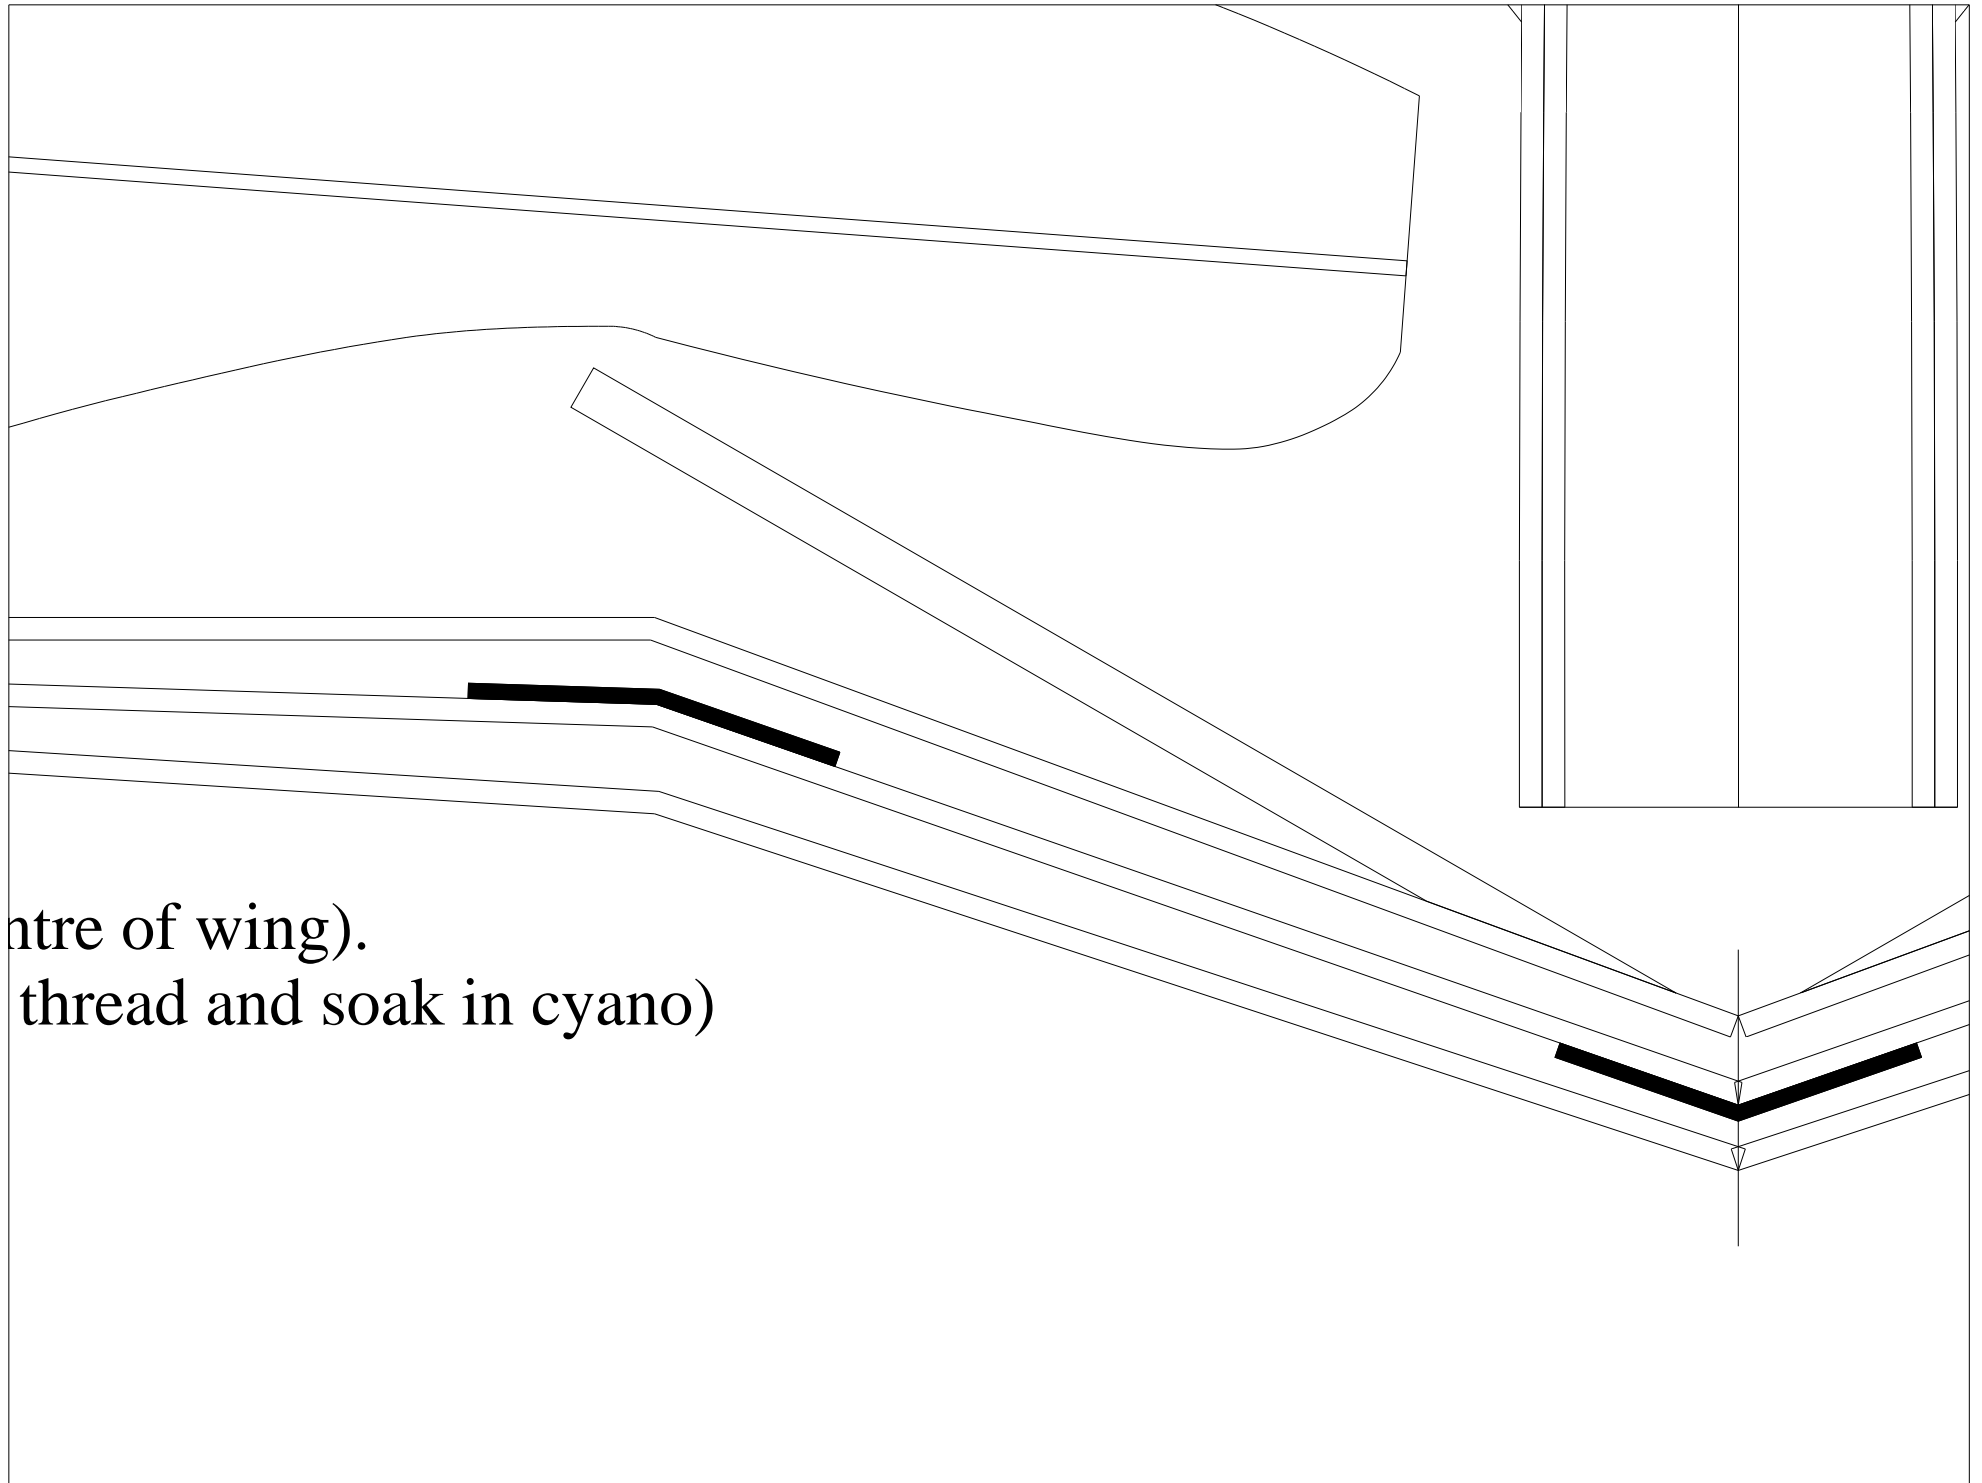 ntre of wing).
thread and soak in cyano)